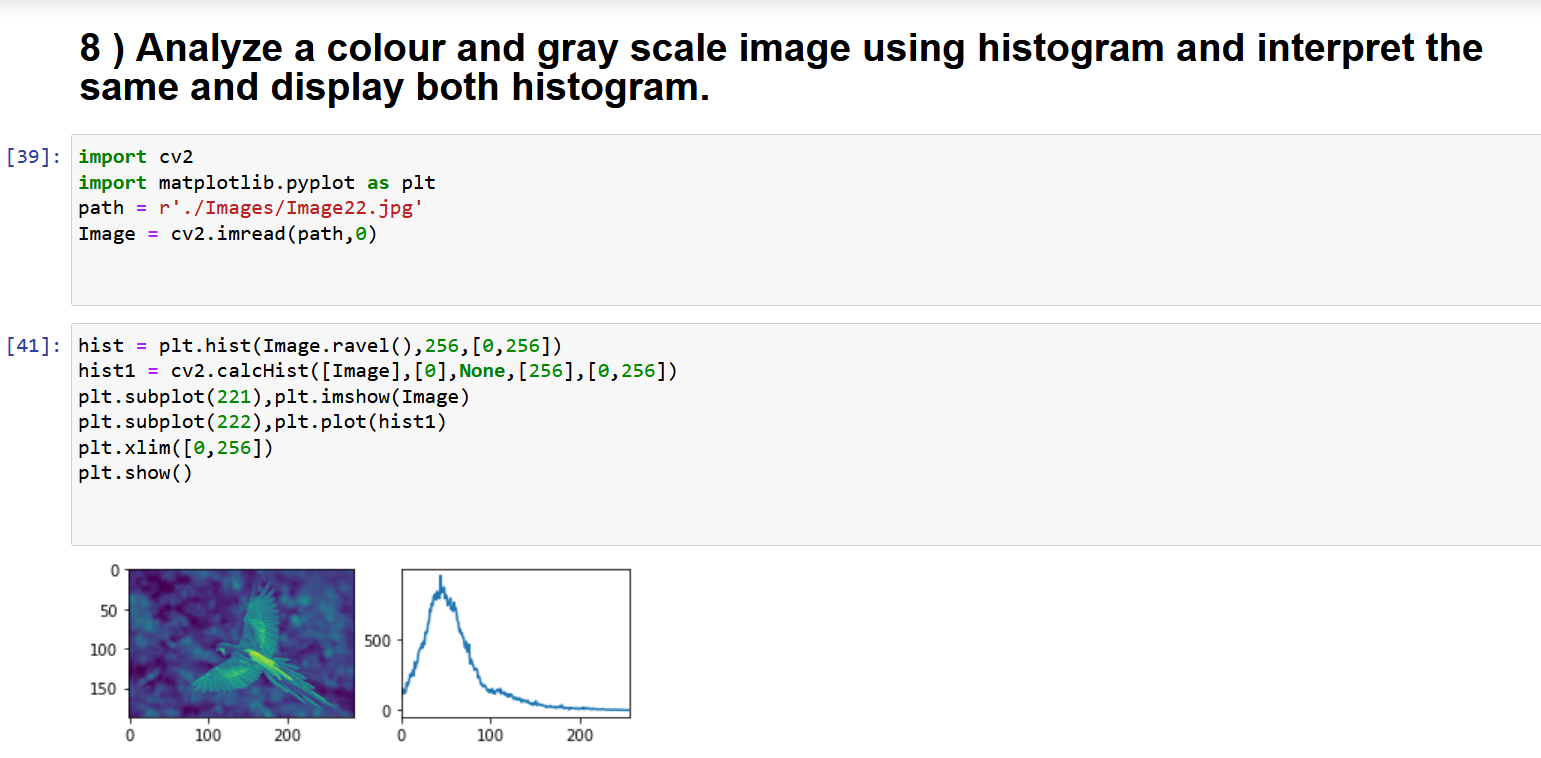 8 ) Analyze a colour and gray scale image using histogram and interpret the
same and display both histogram.
[39]:
import cv2
import matplotlib.pyplot as plt
path = r'./Images/Image22.jpg'
Image = cv2.imread(path,0)
[41]:
hist = plt.hist(Image.ravel(),256,[0,256])
hist1 = cv2.calcHist([Image],[0],None,[256],[0,256])
plt.subplot(221),plt.imshow(Image)
plt.subplot(222),plt.plot(hist1)
plt.xlim([0,256])
plt.show()
0
50
100
150
0 100 200
500
0
0 100 200